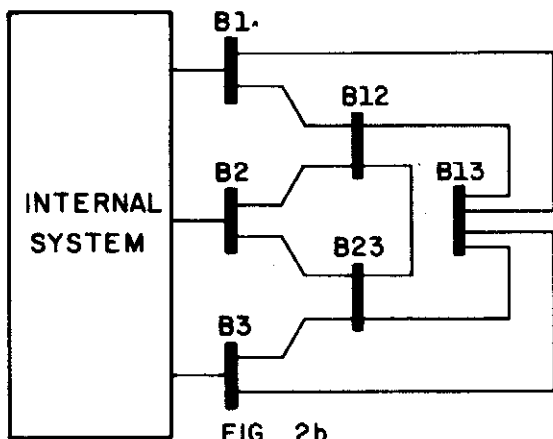 B1.
B12
B13
B2
INTERNAL
SYSTEM
B23
B3
FIG 2b